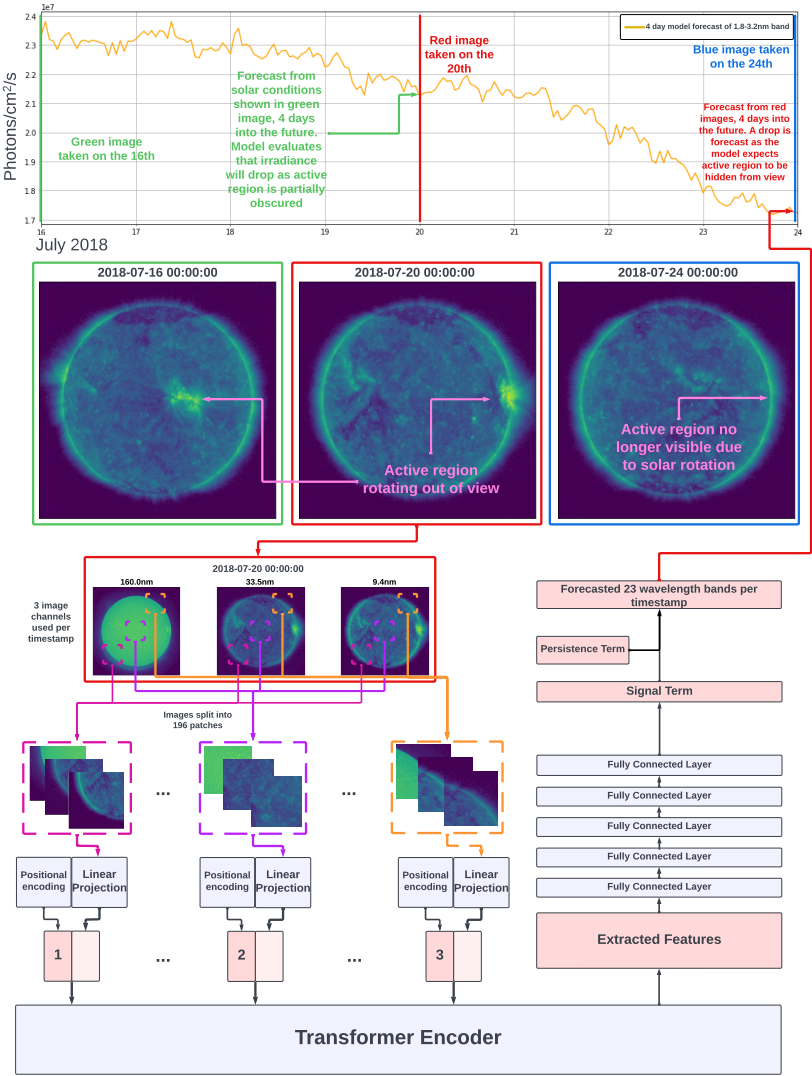 1e7
2.4
2.3
2.2
2.1
2.0
1.9
1.8
1.7
Photons/cm²/s
4 day model forecast of 1.8-3.2nm band
Red image
taken on the
20th
Blue image taken
on the 24th
Green image
taken on the 16th
Forecast from
solar conditions
shown in green
image, 4 days
into the future.
Model evaluates
that irradiance
will drop as active
region is partially
obscured
Forecast from red
images, 4 days into
the future. A drop is
forecast as the
model expects
active region to be
hidden from view
16
17
18
19
20
21
22
23
24
July 2018
2018-07-16 00:00:00
2018-07-20 00:00:00
2018-07-24 00:00:00
Active region
rotating out of view
Active region no
longer visible due
to solar rotation
3 image
channels
used per
timestamp
2018-07-20 00:00:00
160.0nm
33.5nm
9.4nm
Images split into
196 patches
...
...
Positional
encoding
Linear
Projection
Positional
encoding
Linear
Projection
Positional
encoding
Linear
Projection
1
...
2
...
3
Transformer Encoder
Forecasted 23 wavelength bands per
timestamp
Persistence Term
Signal Term
Fully Connected Layer
Fully Connected Layer
Fully Connected Layer
Fully Connected Layer
Fully Connected Layer
Extracted Features